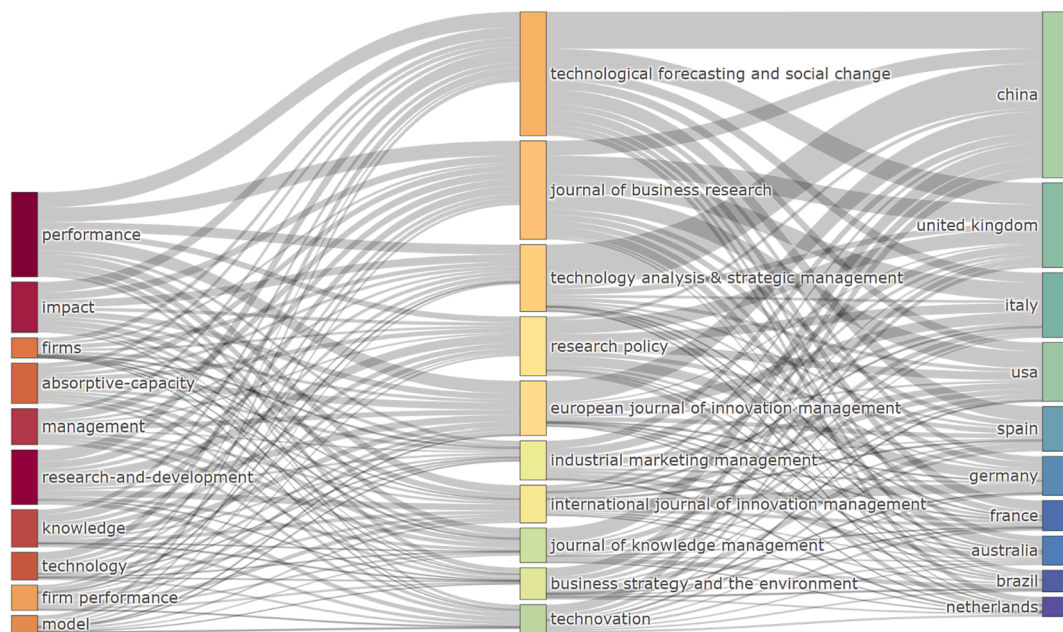 performance
impact
firms
absorptive-capacity
management
research-and-development
knowledge
technology
firm performance
model
technological forecasting and social change
journal of business research
technology analysis & strategic management
research policy
european journal of innovation management
industrial marketing management
international journal of innovation management
journal of knowledge management
business strategy and the environment
technovation
china
united kingdom
italy
usa
spain
germany
france
australia
brazil
netherlands